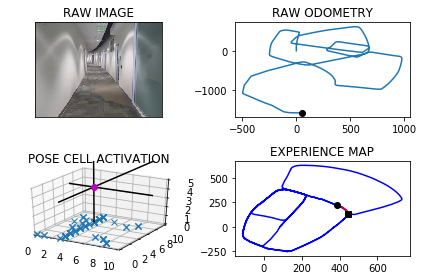 RAW IMAGE
RAW ODOMETRY
0
−1000
−500 0 500 1000
POSE CELL ACTIVATION
0 2 4 6 8 10
0 2 4 6 8 10
0 1 2 3 4 5
EXPERIENCE MAP
500
250
0
−250
0 200 400 600